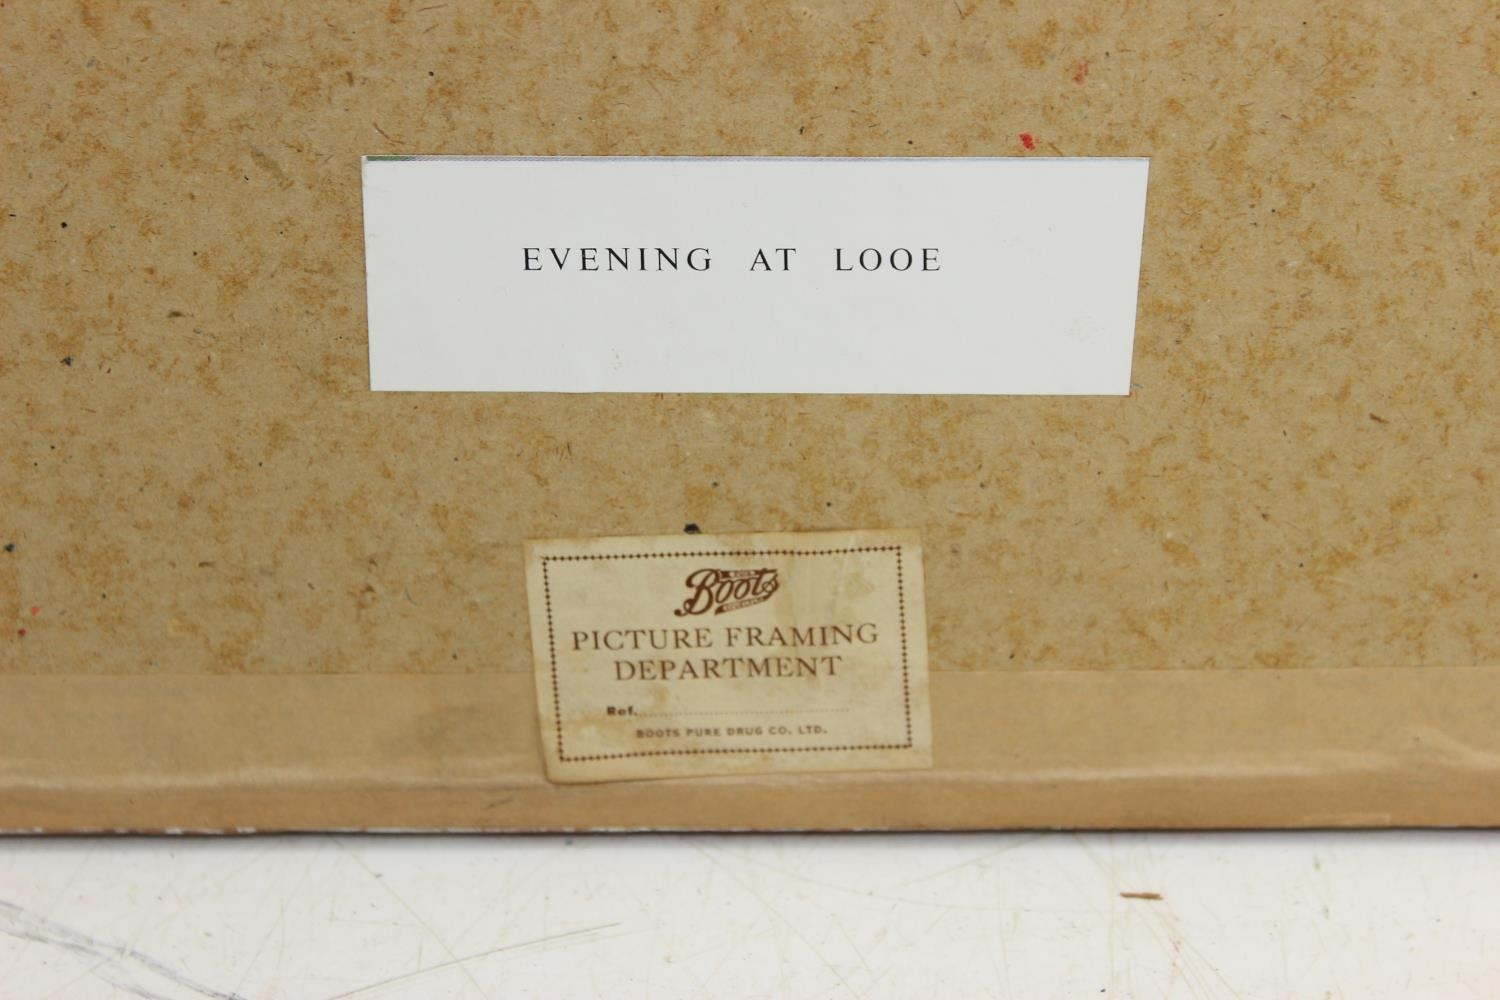 EVENING AT LOOE
Boots
PICTURE FRAMING
DEPARTMENT
Ref.
BOOTS PURE DRUG CO. LTD.